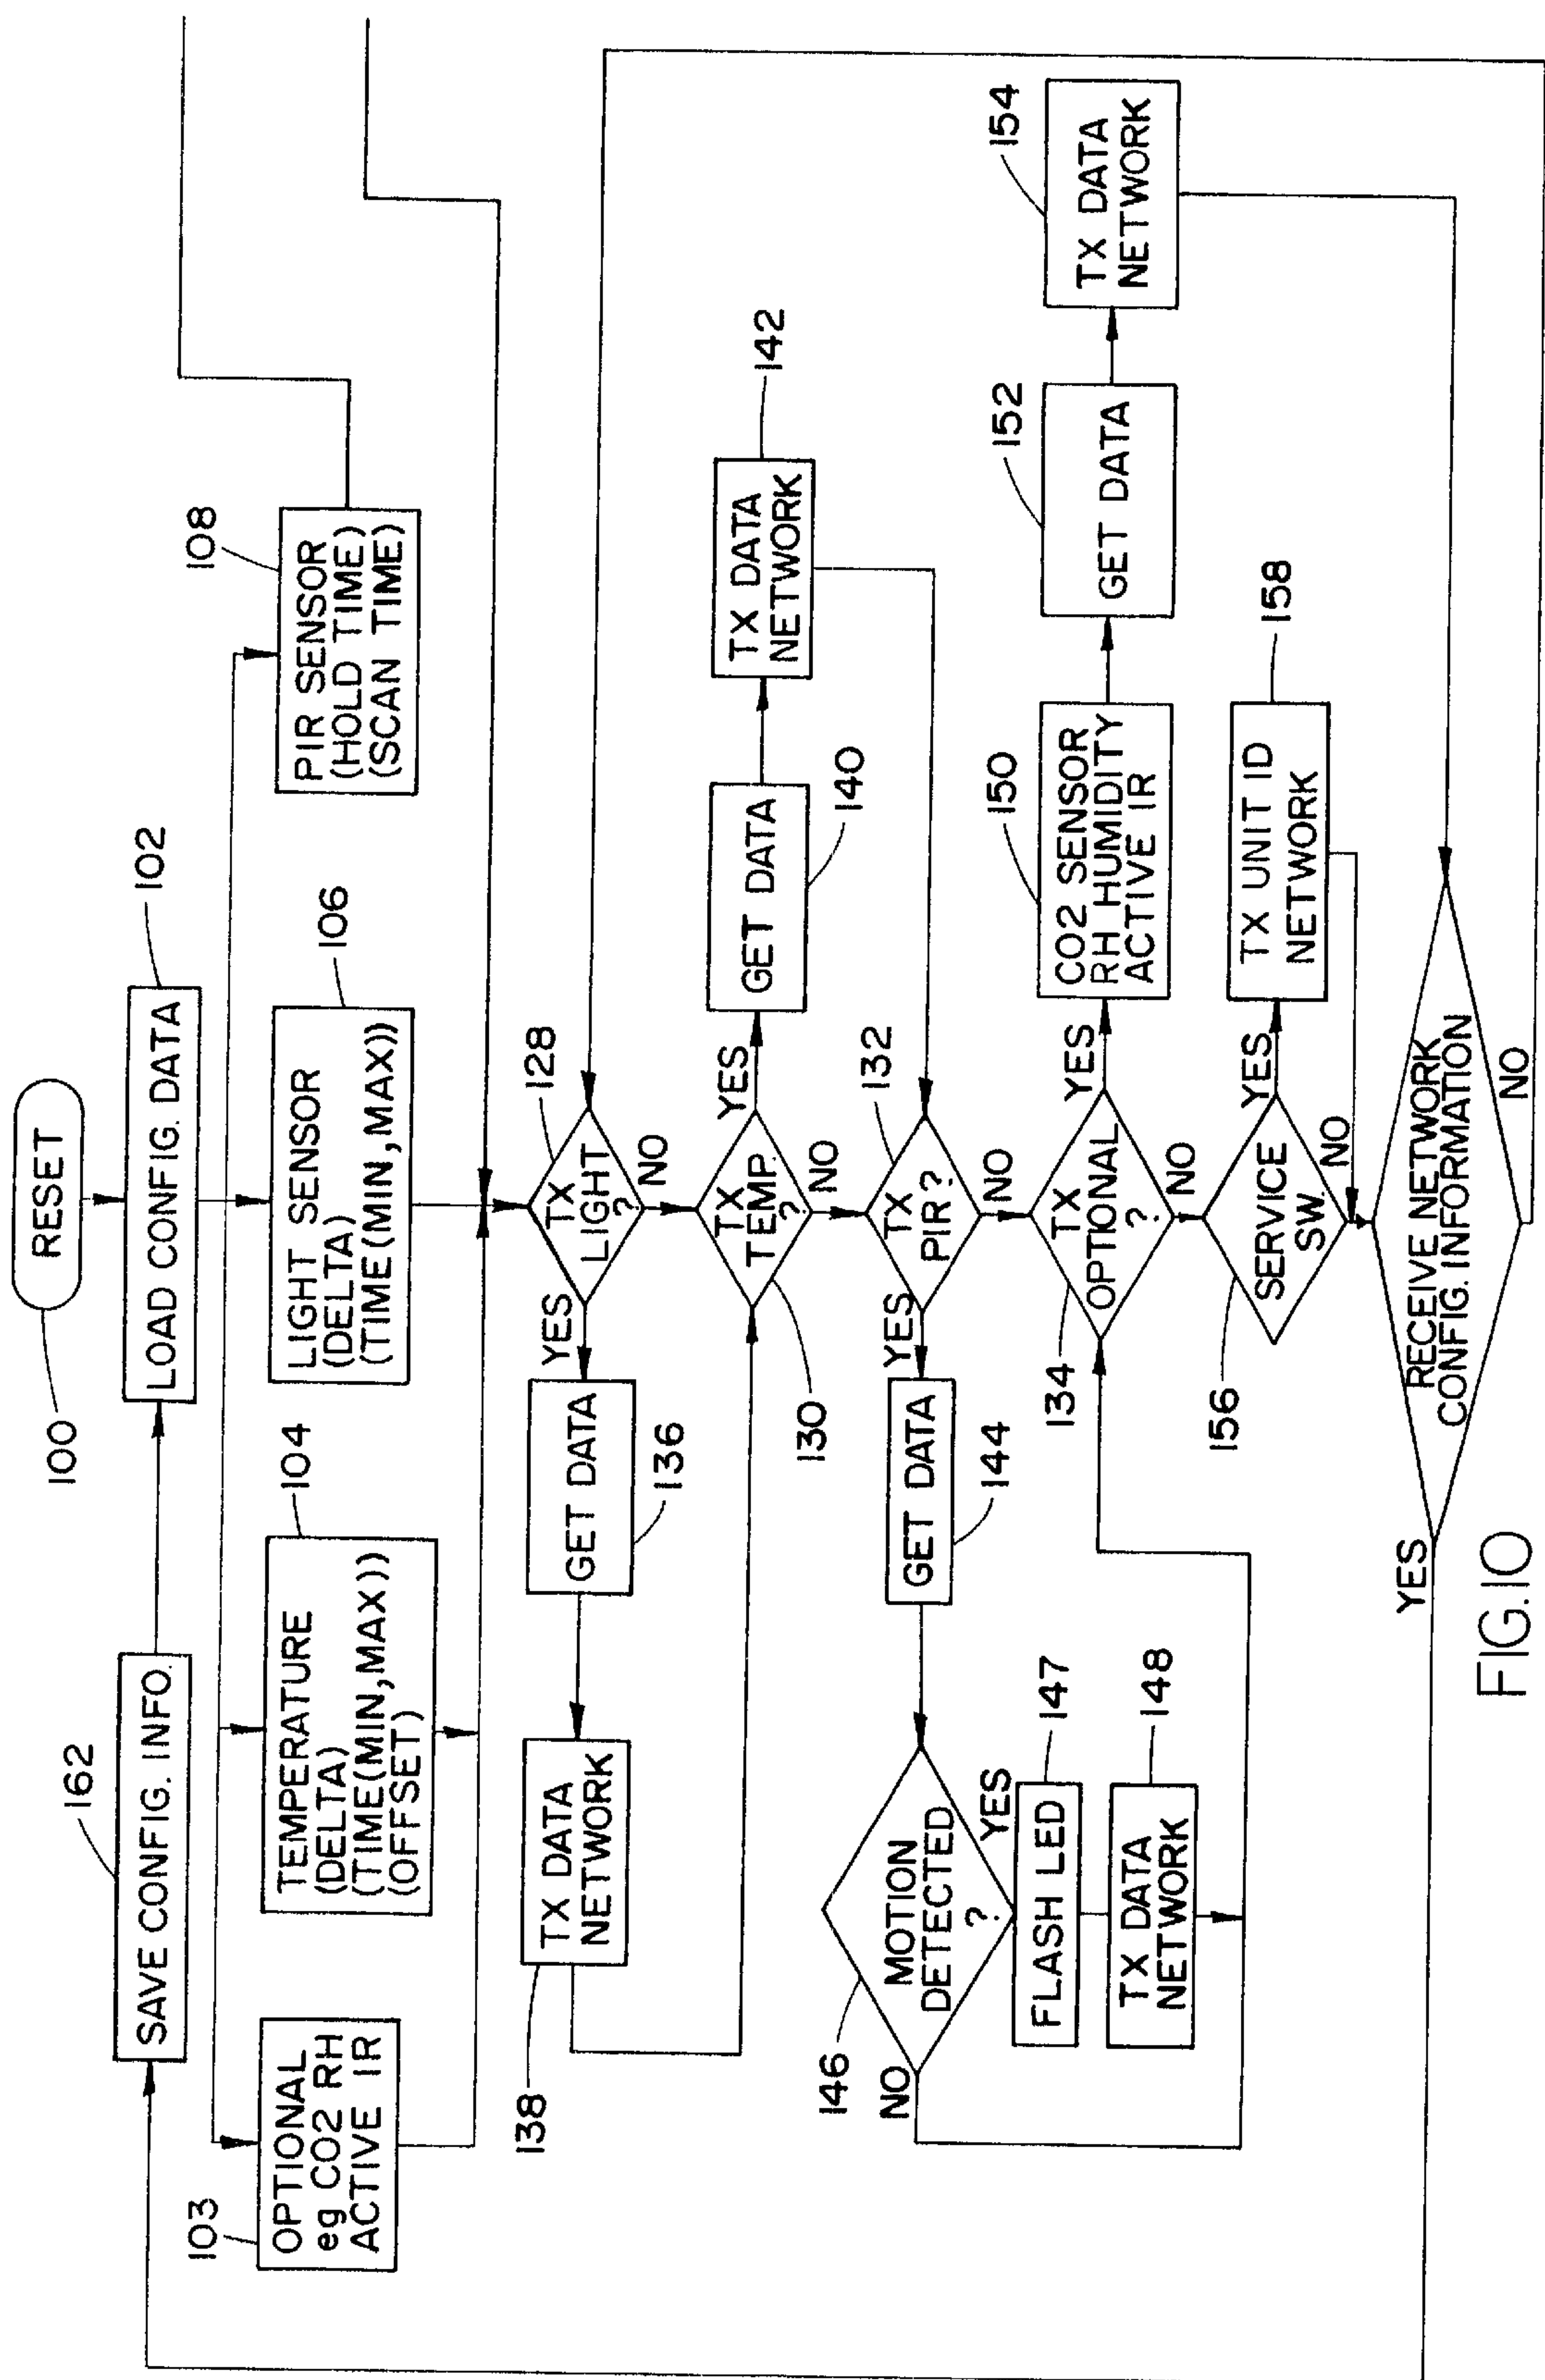 RESET
100
162
SAVE CONFIG. INFO.
LOAD CONFIG. DATA
102
103
OPTIONAL
eg CO2 RH
ACTIVE IR
104
TEMPERATURE
(DELTA)
(TIME(MIN,MAX))
(OFFSET)
106
LIGHT SENSOR
(DELTA)
(TIME(MIN,MAX))
108
PIR SENSOR
(HOLD TIME)
(SCAN TIME)
128
TX
LIGHT
?
YES
NO
GET DATA
136
TX DATA
NETWORK
138
TX
TEMP.
?
130
YES
NO
GET DATA
140
TX DATA
NETWORK
142
132
TX
PIR?
YES
NO
GET DATA
144
MOTION
DETECTED
?
146
NO
YES
FLASH LED
147
TX DATA
NETWORK
148
134
TX
OPTIONAL
?
YES
NO
150
CO2 SENSOR
RH HUMIDITY
ACTIVE IR
152
GET DATA
154
TX DATA
NETWORK
156
SERVICE
SW.
YES
NO
TX UNIT ID
NETWORK
158
RECEIVE NETWORK
CONFIG. INFORMATION
YES
NO
FIG.10